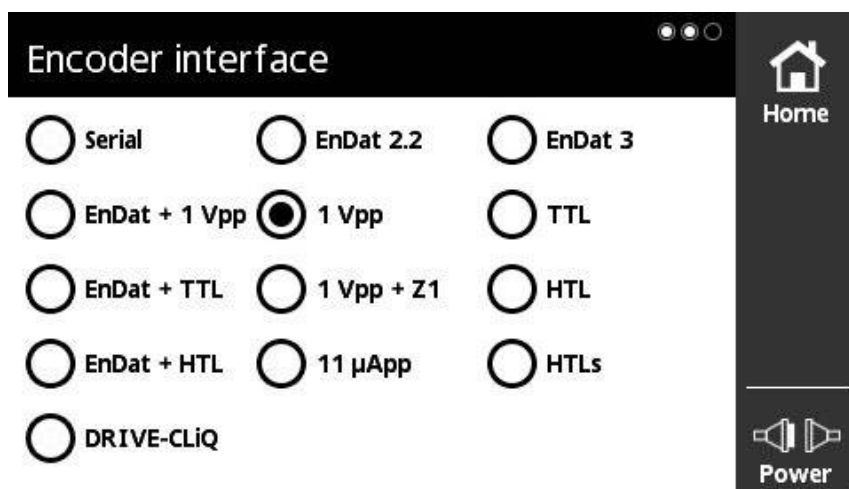 Encoder interface
Home
Serial EnDat 2.2 EnDat 3
EnDat + 1 Vpp 1 Vpp TTL
EnDat + TTL 1 Vpp + Z1 HTL
EnDat + HTL 11 µApp HTLs
DRIVE-CLiQ
Power